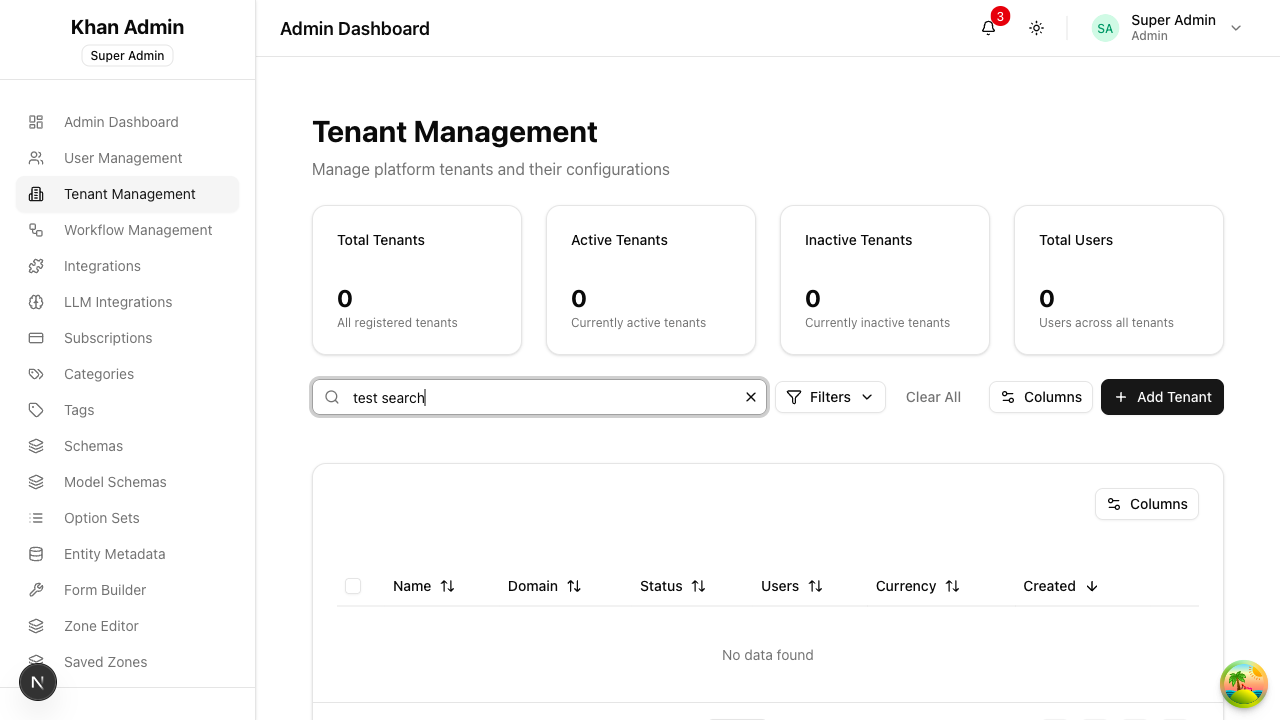 Khan Admin
Super Admin
Admin Dashboard
User Management
Tenant Management
Workflow Management
Integrations
LLM Integrations
Subscriptions
Categories
Tags
Schemas
Model Schemas
Option Sets
Entity Metadata
Form Builder
Zone Editor
Saved Zones
N
Admin Dashboard
3
SA
Super Admin
Admin
Tenant Management
Manage platform tenants and their configurations
Total Tenants
0
All registered tenants
Active Tenants
0
Currently active tenants
Inactive Tenants
0
Currently inactive tenants
Total Users
0
Users across all tenants
test search
Filters
Clear All
Columns
Add Tenant
Columns
Name Domain Status Users Currency Created
No data found